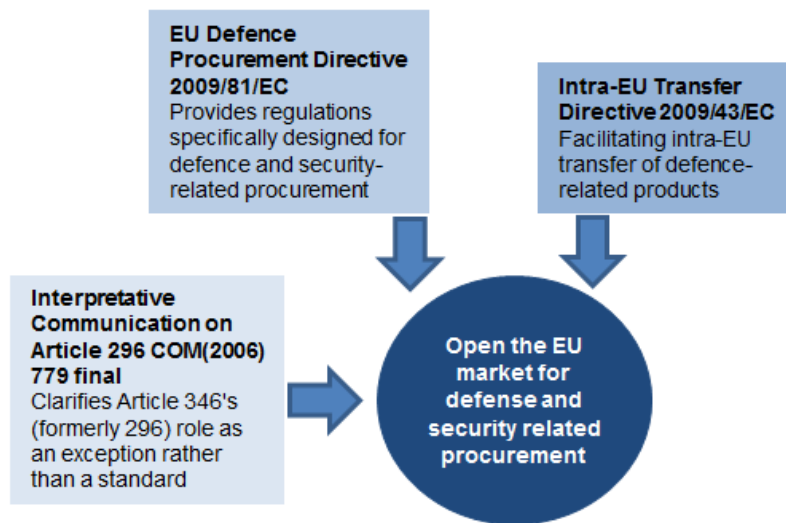 EU Defence
Procurement Directive
2009/81/EC
Provides regulations
specifically designed for
defence and security-
related procurement
Intra-EU Transfer
Directive 2009/43/EC
Facilitating intra-EU
transfer of defence-
related products
Interpretative
Communication on
Article 296 COM(2006)
779 final
Clarifies Article 346's
(formerly 296) role as
an exception rather
than a standard
Open the EU
market for
defense and
security related
procurement